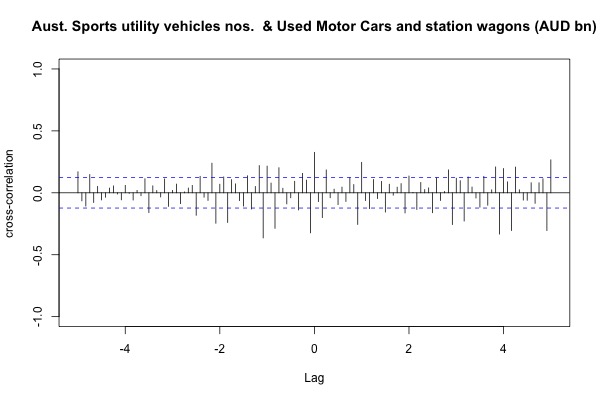 Aust. Sports utility vehicles nos.  & Used Motor Cars and station wagons (AUD bn)
1.0
0.5
0.0
-0.5
-1.0
cross-correlation
-4 -2 0 2 4
Lag